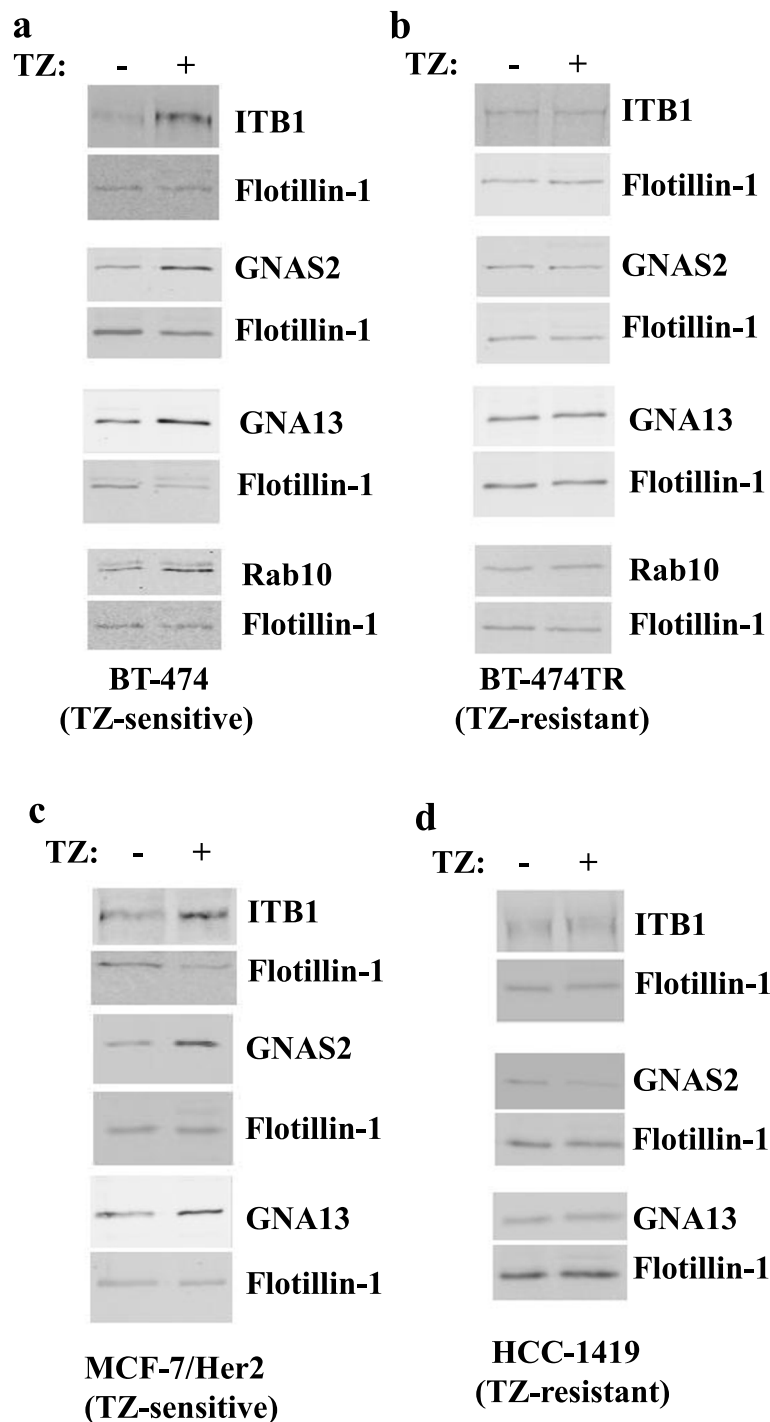 a
TZ: - +
ITB1
Flotillin-1
GNAS2
Flotillin-1
GNA13
Flotillin-1
Rab10
Flotillin-1
BT-474
(TZ-sensitive)
b
TZ: - +
ITB1
Flotillin-1
GNAS2
Flotillin-1
GNA13
Flotillin-1
Rab10
Flotillin-1
BT-474TR
(TZ-resistant)
c
TZ: - +
ITB1
Flotillin-1
GNAS2
Flotillin-1
GNA13
Flotillin-1
MCF-7/Her2
(TZ-sensitive)
d
TZ: - +
ITB1
Flotillin-1
GNAS2
Flotillin-1
GNA13
Flotillin-1
HCC-1419
(TZ-resistant)